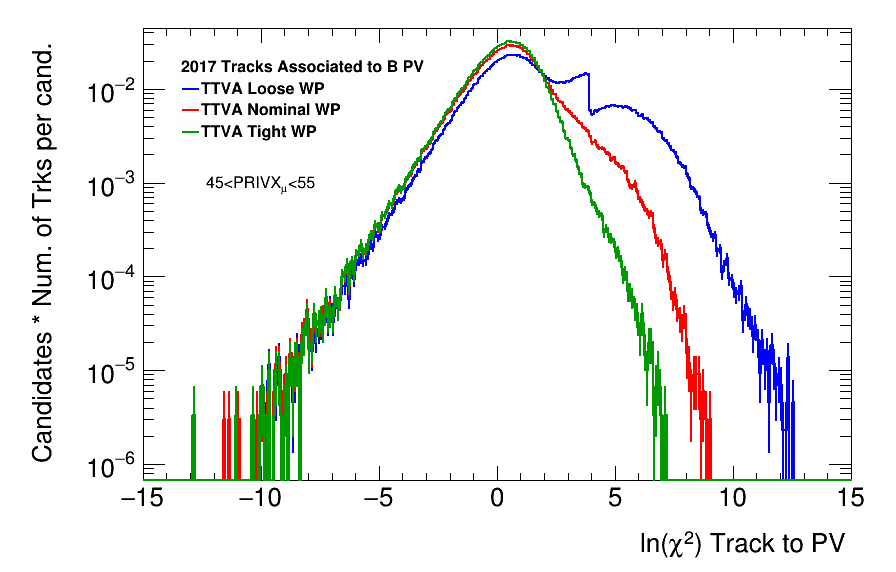 Candidates * Num. of Trks per cand.
2017 Tracks Associated to B PV
TTVA Loose WP
TTVA Nominal WP
TTVA Tight WP
45<PRIVX_μ<55
10⁻²
10⁻³
10⁻⁴
10⁻⁵
10⁻⁶
−15 −10 −5 0 5 10 15
ln(χ²) Track to PV